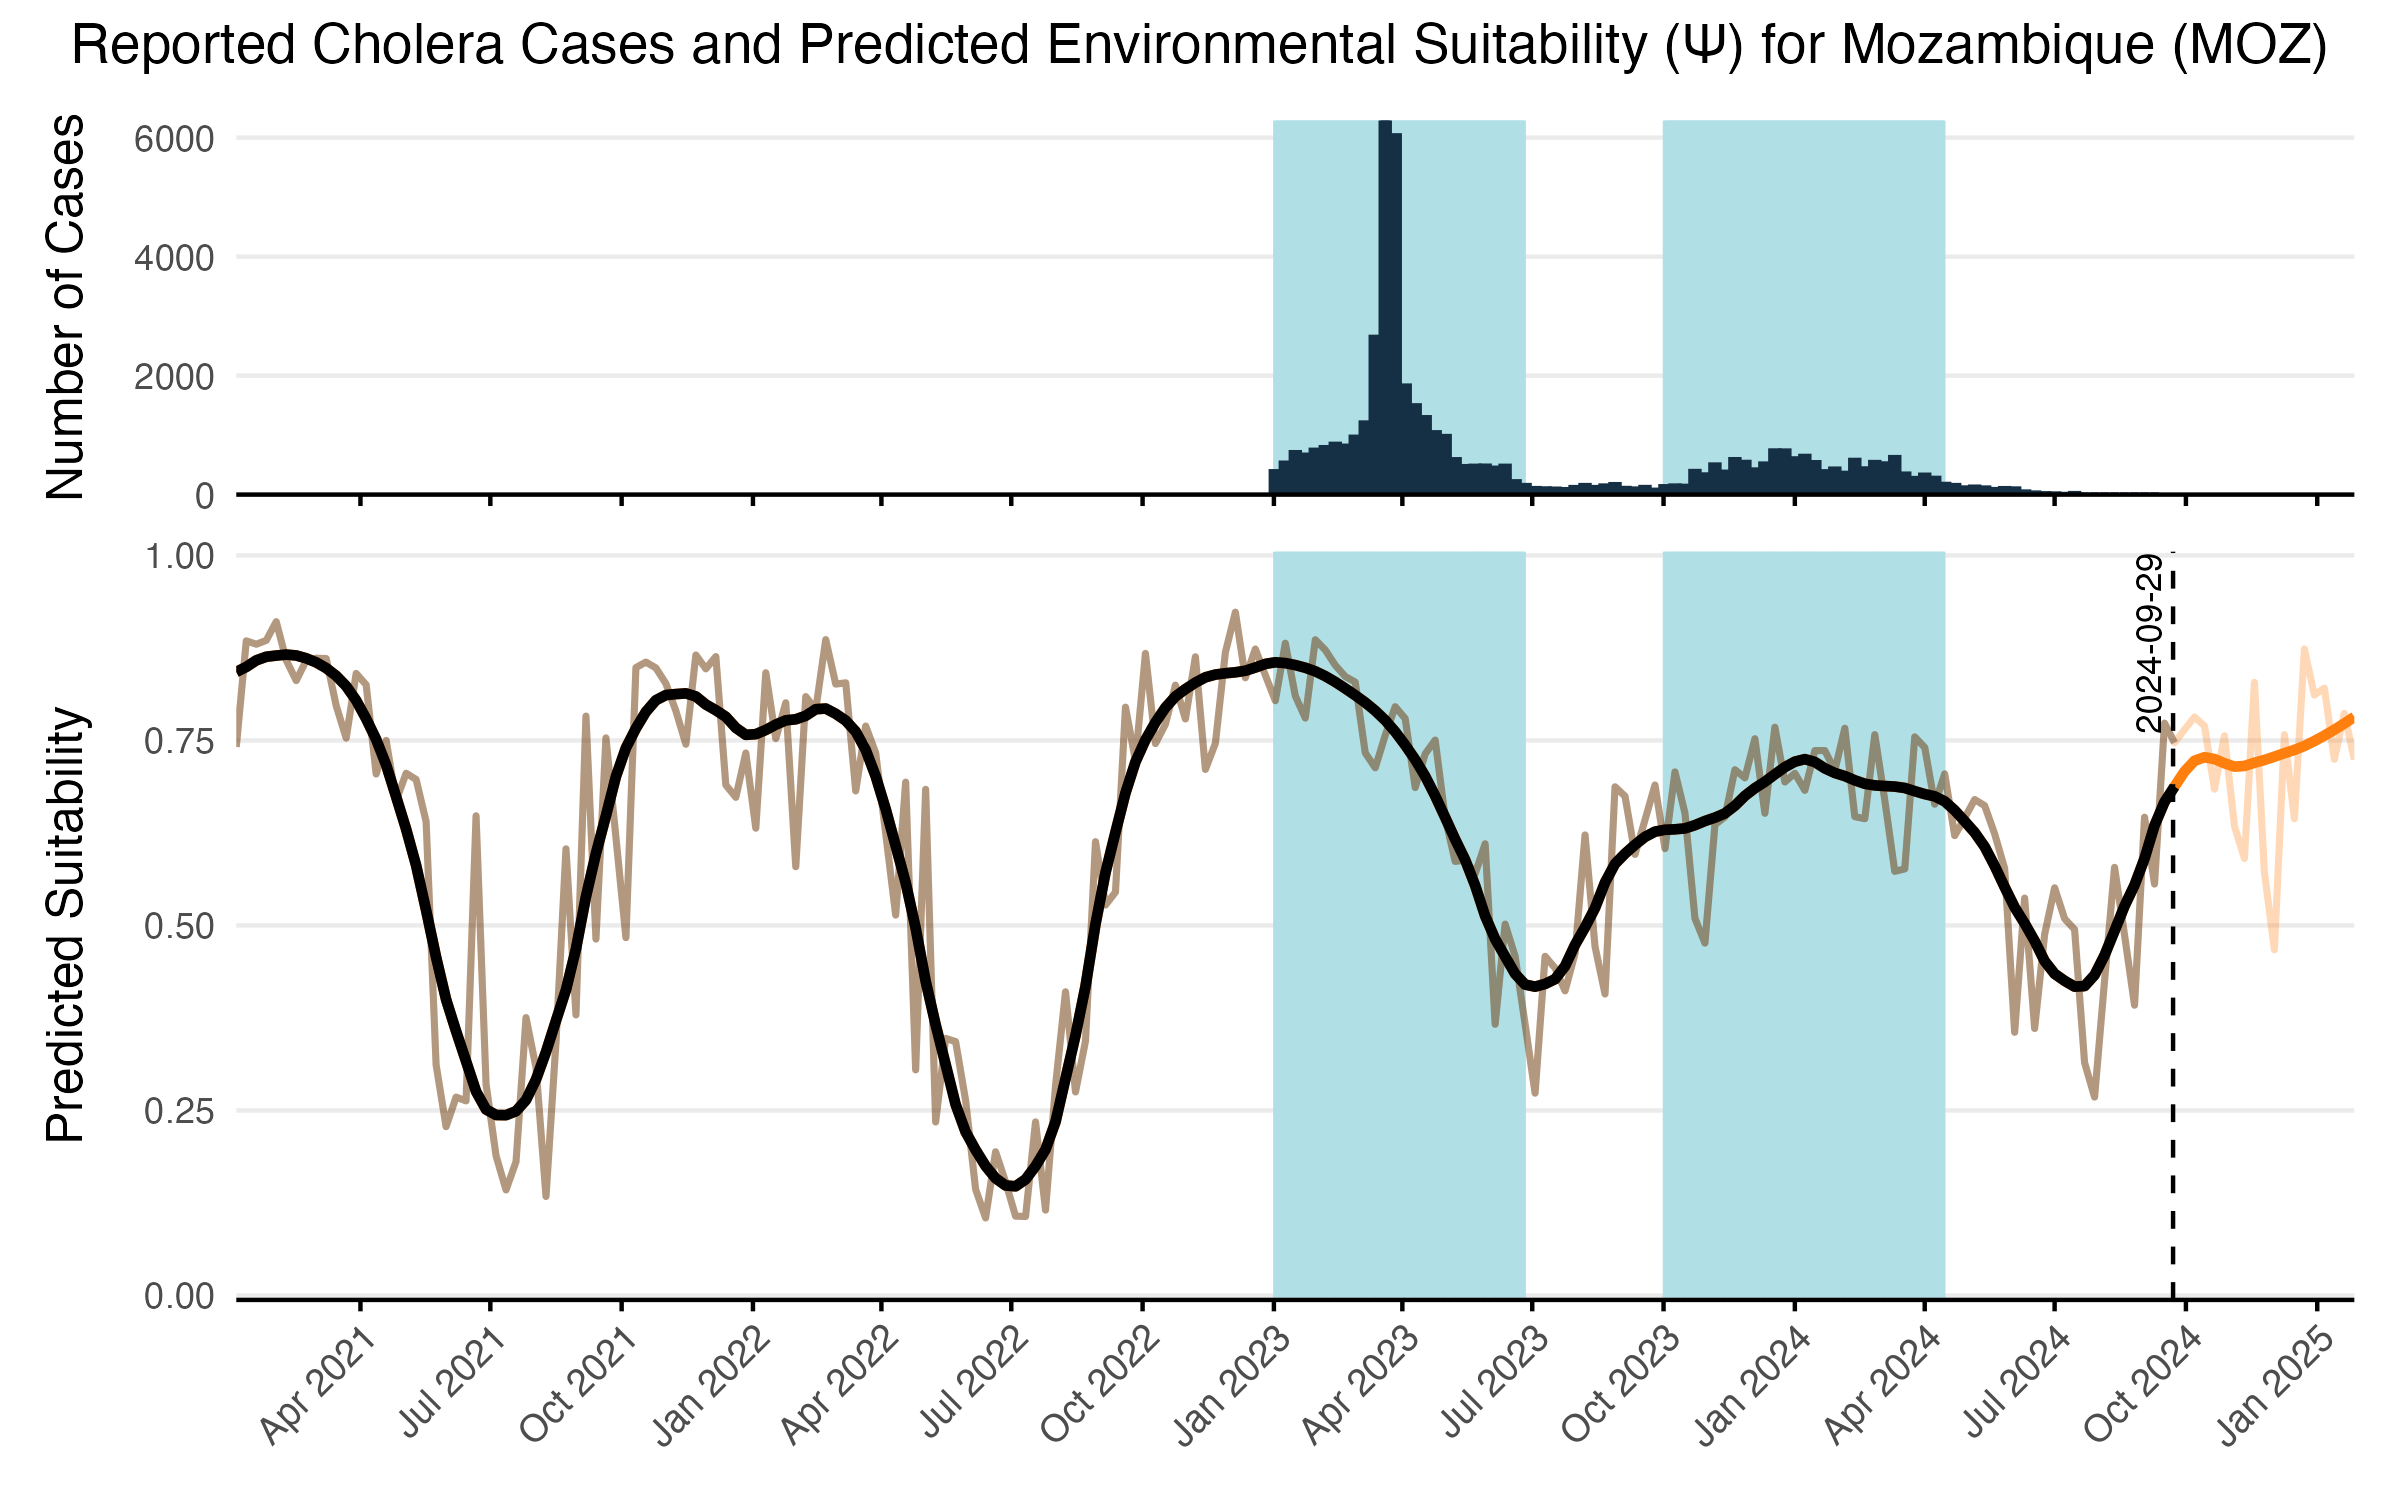 Reported Cholera Cases and Predicted Environmental Suitability (Ψ) for Mozambique (MOZ)
Number of Cases
6000
4000
2000
0
Predicted Suitability
1.00
0.75
0.50
0.25
0.00
2024-09-29
Apr 2021
Jul 2021
Oct 2021
Jan 2022
Apr 2022
Jul 2022
Oct 2022
Jan 2023
Apr 2023
Jul 2023
Oct 2023
Jan 2024
Apr 2024
Jul 2024
Oct 2024
Jan 2025